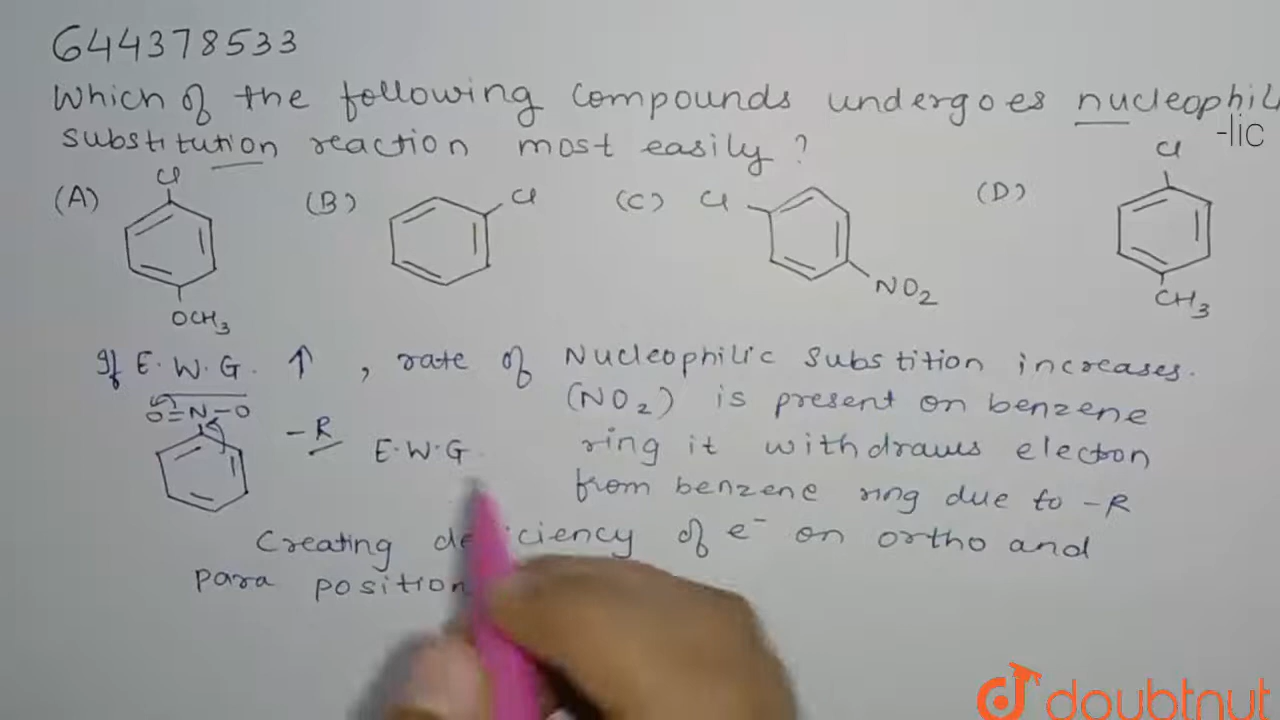 644378533
Which of the following compounds undergoes nucleophil
-lic
substitution reaction most easily ?
(A) Cl OCH3
(B) Cl
(C) Cl NO2
(D) Cl CH3
If E.W.G. ↑ , rate of Nucleophilic Substition increases.
(NO2) is present on benzene
O=N-O
-R E.W.G. ring it withdraws electron
from benzene ring due to -R
Creating deficiency of e- on ortho and
para position
doubtnut